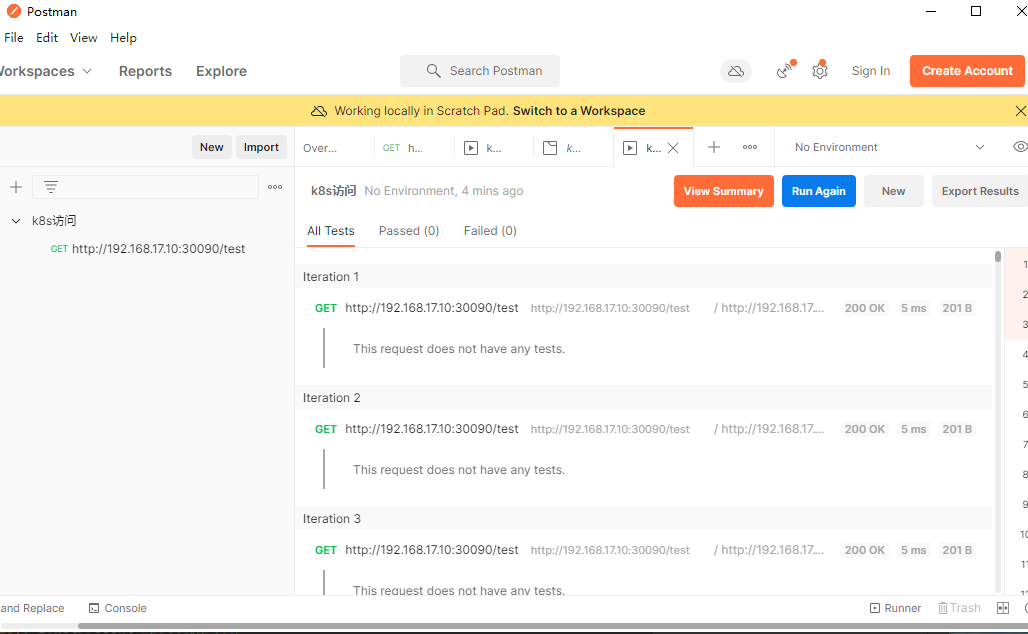 Postman
File Edit View Help
Workspaces Reports Explore Search Postman Sign In Create Account
Working locally in Scratch Pad. Switch to a Workspace
New Import Over... GET h... k... k... k... No Environment
k8s访问 No Environment, 4 mins ago View Summary Run Again New Export Results
k8s访问
GET http://192.168.17.10:30090/test
All Tests Passed (0) Failed (0)
Iteration 1
GET http://192.168.17.10:30090/test http://192.168.17.10:30090/test / http://192.168.17.... 200 OK 5 ms 201 B
This request does not have any tests.
Iteration 2
GET http://192.168.17.10:30090/test http://192.168.17.10:30090/test / http://192.168.17.... 200 OK 5 ms 201 B
This request does not have any tests.
Iteration 3
GET http://192.168.17.10:30090/test http://192.168.17.10:30090/test / http://192.168.17.... 200 OK 5 ms 201 B
This request does not have any tests.
1
2
3
4
5
6
7
8
9
10
11
12
and Replace Console Runner Trash